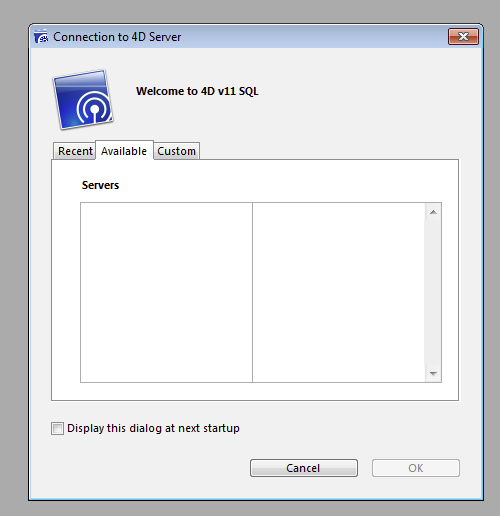 Connection to 4D Server
Welcome to 4D v11 SQL
Recent Available Custom
Servers
Display this dialog at next startup
Cancel OK